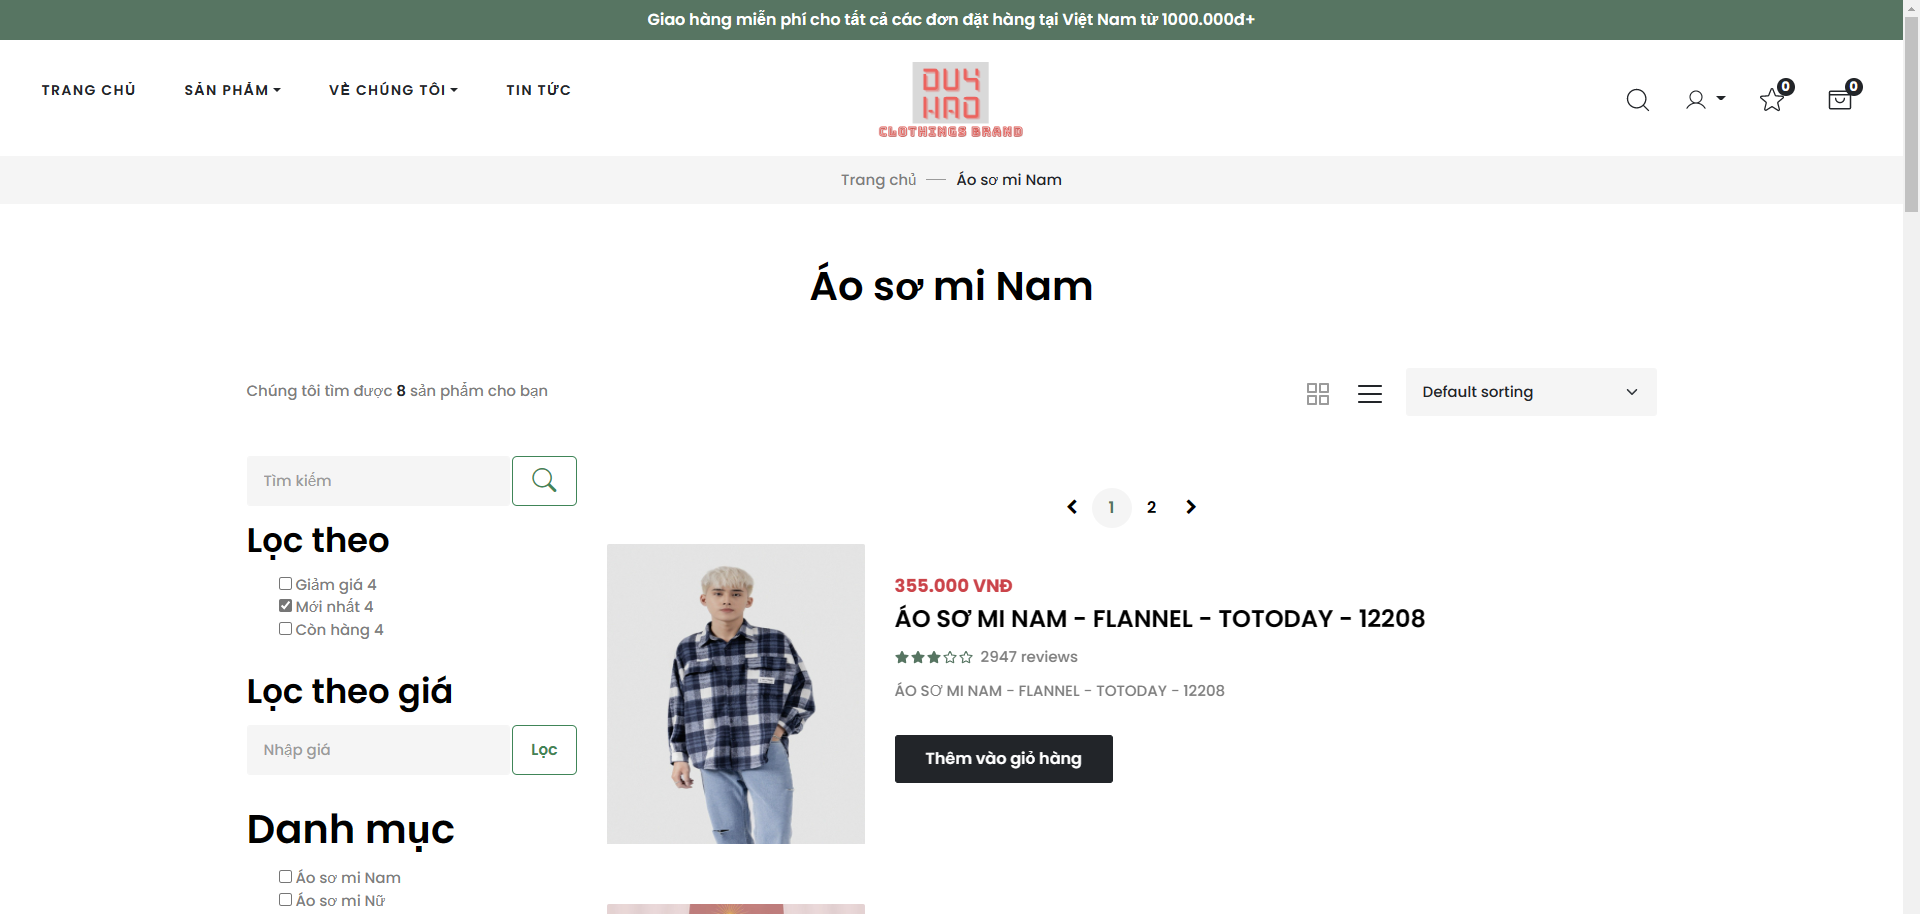 Giao hàng miễn phí cho tất cả các đơn đặt hàng tại Việt Nam từ 1000.000đ+
TRANG CHỦ SẢN PHẨM VỀ CHÚNG TÔI TIN TỨC
DUY
HAO
CLOTHINGS BRAND
0 0
Trang chủ — Áo sơ mi Nam
Áo sơ mi Nam
Chúng tôi tìm được 8 sản phẩm cho bạn
Default sorting
Tìm kiếm
1 2
Lọc theo
Giảm giá 4
Mới nhất 4
Còn hàng 4
Lọc theo giá
Nhập giá Lọc
Danh mục
Áo sơ mi Nam
Áo sơ mi Nữ
355.000 VNĐ
ÁO SƠ MI NAM - FLANNEL - TOTODAY - 12208
2947 reviews
ÁO SƠ MI NAM - FLANNEL - TOTODAY - 12208
Thêm vào giỏ hàng